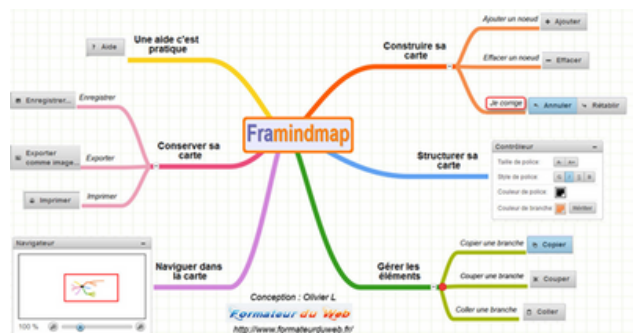 Une aide c'est
pratique
? Aide
Construire sa
carte
Ajouter un noeud
Ajouter
Effacer un noeud
Effacer
Je corrige
Annuler
Rétablir
Enregistrer...
Enregistrer
Exporter
comme image...
Exporter
Imprimer
Imprimer
Conserver sa
carte
Framindmap
Structurer sa
carte
Contrôleur
Taille de police:
A- A+
Style de police:
Couleur de police:
Couleur de branche
Navigateur
100 %
Naviguer dans
la carte
Gérer les
éléments
Copier une branche
Copier
Couper une branche
Couper
Coller une branche
Coller
Conception : Olivier L
Formateur du Web
http://www.formateurduweb.fr/